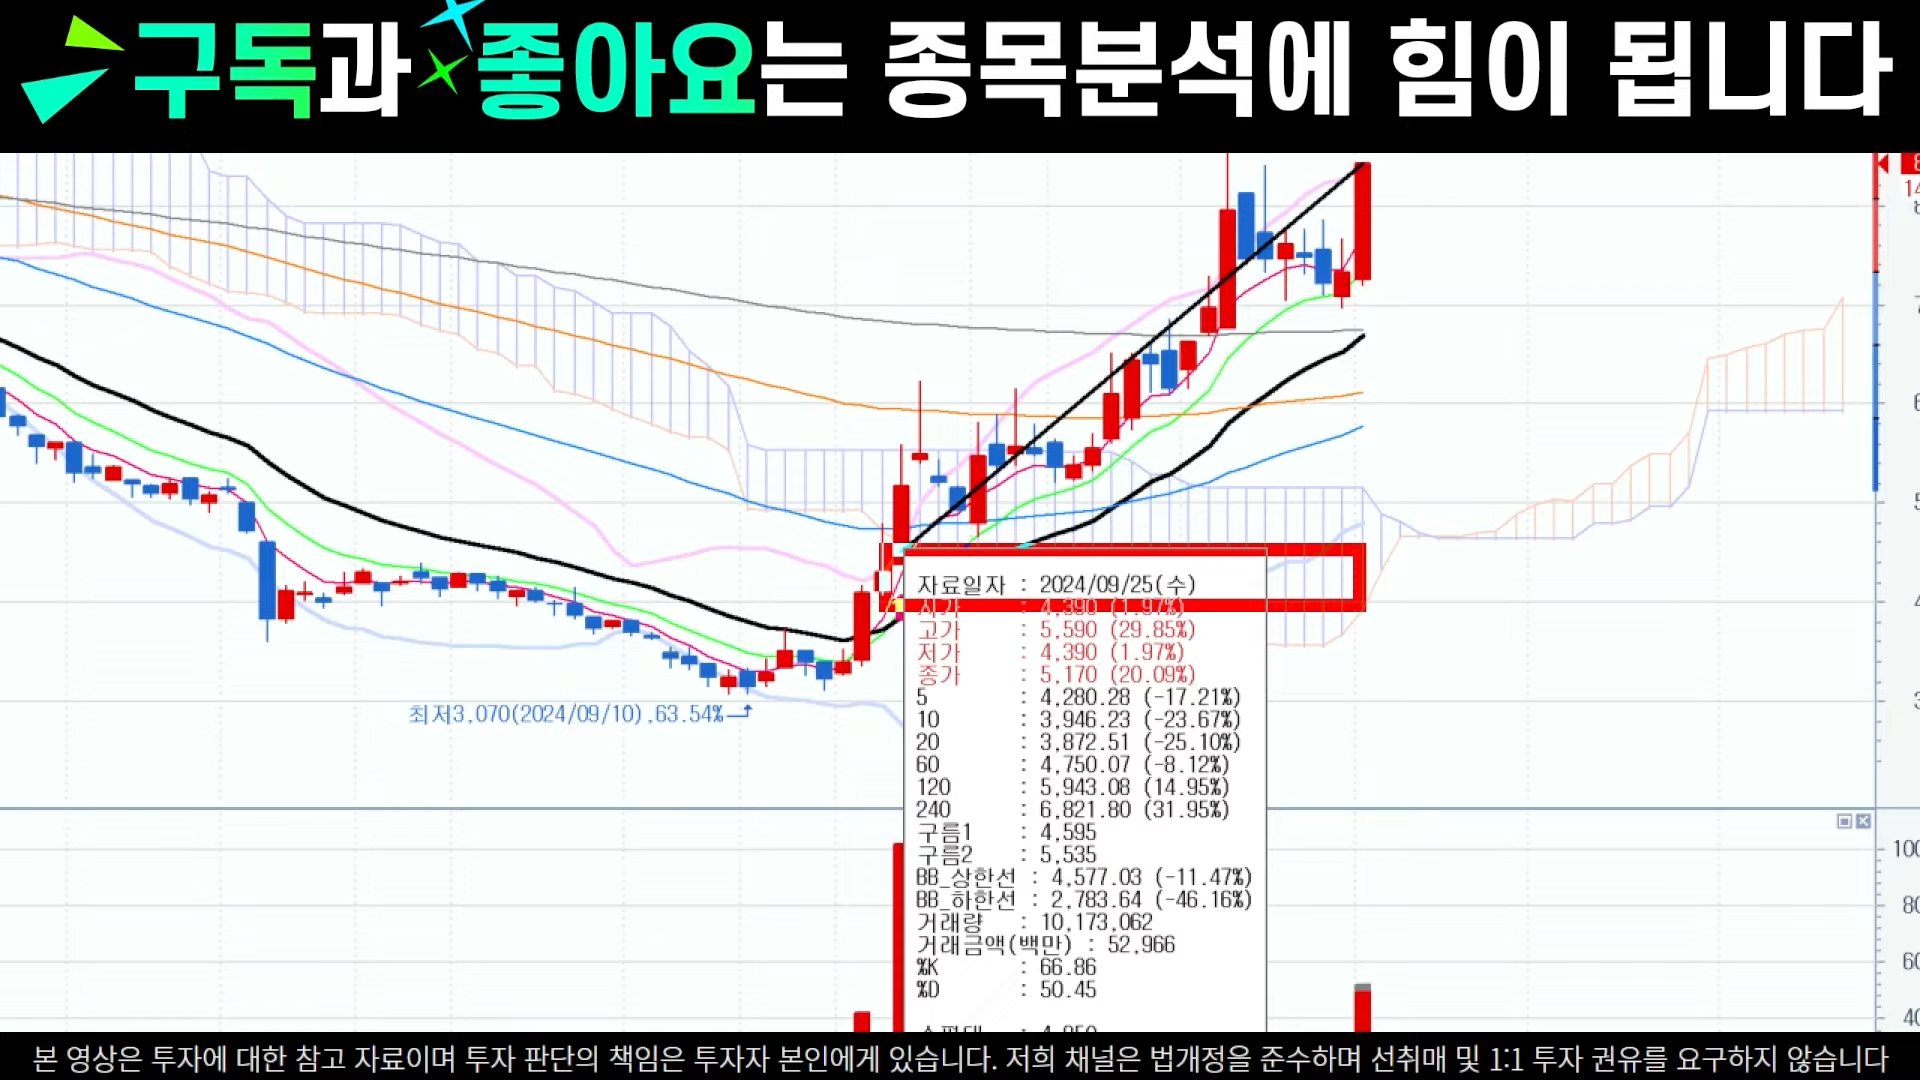 구독과 좋아요는 종목분석에 힘이 됩니다
자료일자 : 2024/09/25(수)
시가 : 4,390 (1.97%)
고가 : 5,590 (29.85%)
저가 : 4,390 (1.97%)
종가 : 5,170 (20.09%)
5 : 4,280.28 (-17.21%)
10 : 3,946.23 (-23.67%)
20 : 3,872.51 (-25.10%)
60 : 4,750.07 (-8.12%)
120 : 5,943.08 (14.95%)
240 : 6,821.80 (31.95%)
구름1 : 4,595
구름2 : 5,535
BB_상한선 : 4,577.03 (-11.47%)
BB_하한선 : 2,783.64 (-46.16%)
거래량 : 10,173,062
거래금액(백만) : 52,966
%K : 66.86
%D : 50.45
최저3,070(2024/09/10),63.54%
본 영상은 투자에 대한 참고 자료이며 투자 판단의 책임은 투자자 본인에게 있습니다. 저희 채널은 법개정을 준수하며 선취매 및 1:1 투자 권유를 요구하지 않습니다